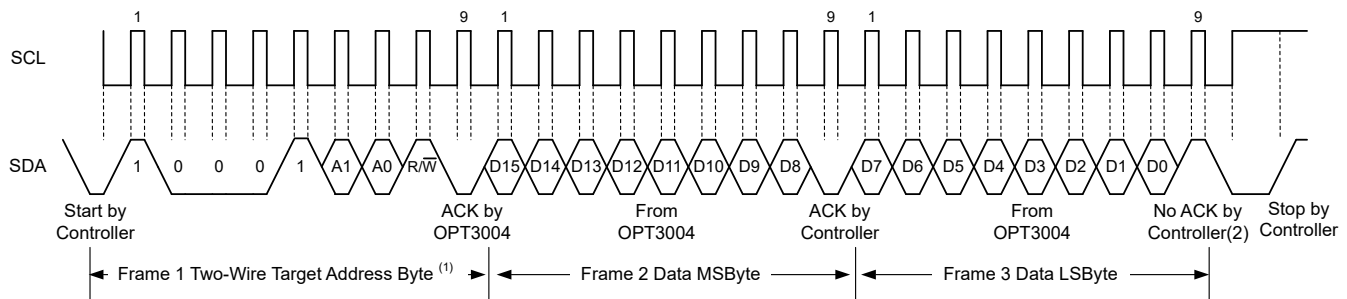 1 9 1 9 1 9
SCL
SDA 1 0 0 0 1 A1 A0 R/W̅ D15 D14 D13 D12 D11 D10 D9 D8 D7 D6 D5 D4 D3 D2 D1 D0
Start by
Controller
ACK by
OPT3004
From
OPT3004
ACK by
Controller
From
OPT3004
No ACK by
Controller(2)
Stop by
Controller
Frame 1 Two-Wire Target Address Byte (1)
Frame 2 Data MSByte
Frame 3 Data LSByte